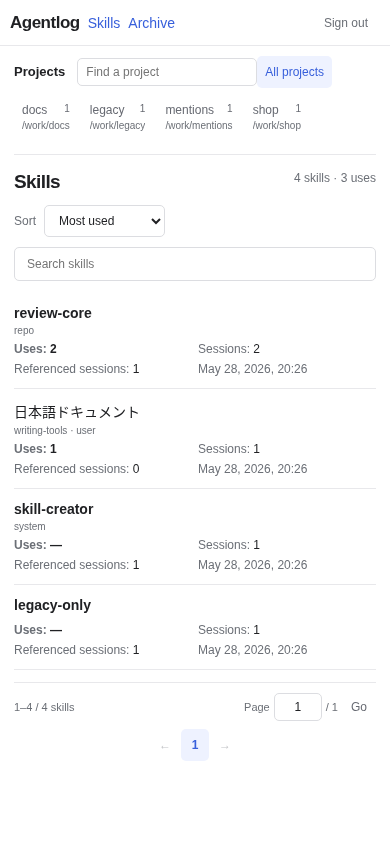 Agentlog Skills Archive Sign out
Projects Find a project All projects
docs 1 legacy 1 mentions 1 shop 1
/work/docs /work/legacy /work/mentions /work/shop
Skills 4 skills · 3 uses
Sort Most used
Search skills
review-core
repo
Uses: 2 Sessions: 2
Referenced sessions: 1 May 28, 2026, 20:26
日本語ドキュメント
writing-tools · user
Uses: 1 Sessions: 1
Referenced sessions: 0 May 28, 2026, 20:26
skill-creator
system
Uses: — Sessions: 1
Referenced sessions: 1 May 28, 2026, 20:26
legacy-only
Uses: — Sessions: 1
Referenced sessions: 1 May 28, 2026, 20:26
1–4 / 4 skills Page 1 / 1 Go
← 1 →